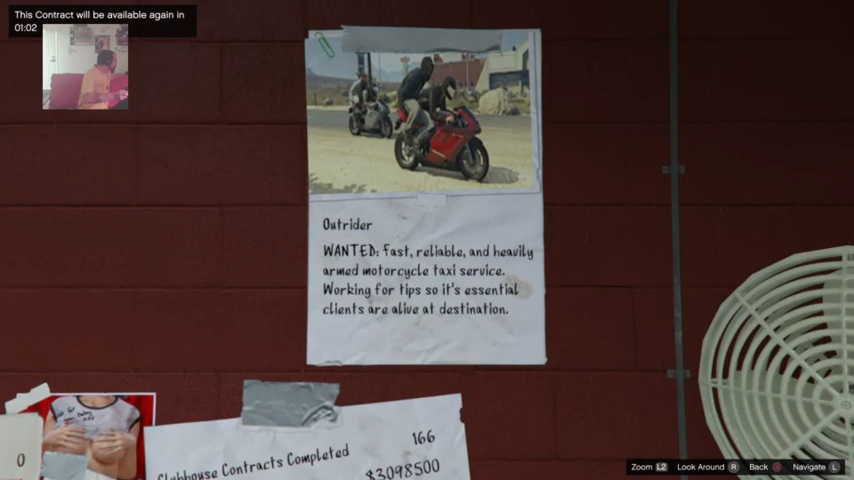 This Contract will be available again in
01:02
Outrider
WANTED: Fast, reliable, and heavily
armed motorcycle taxi service.
Working for tips so it's essential
clients are alive at destination.
0
Clubhouse Contracts Completed 166
$3098500
Zoom L2 Look Around R Back Navigate L